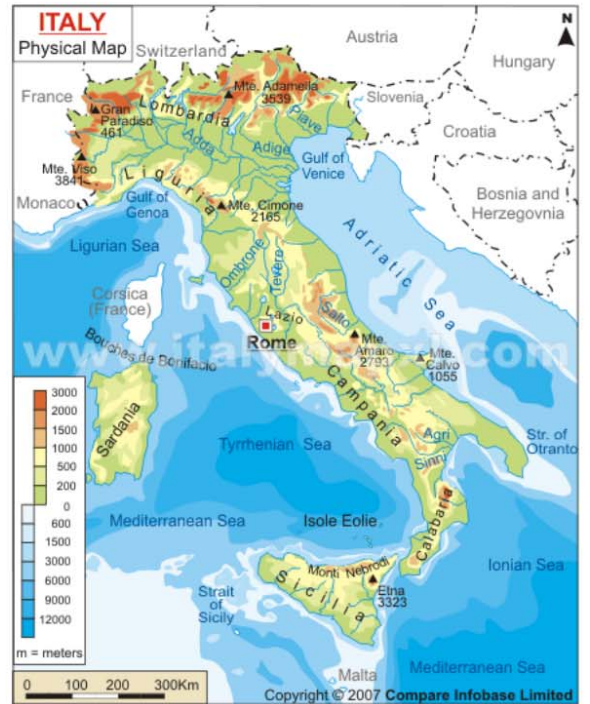 ITALY
Physical Map
N
Austria
Switzerland
Hungary
Mte. Adamella
3539
France
Slovenia
Gran
Paradiso
461
Lombardia
Piave
Croatia
Adda
Adige
Mte. Viso
3841
Gulf of
Venice
Liguria
Bosnia and
Herzegovnia
Monaco
Gulf of
Genoa
Mte. Cimone
2165
Ligurian Sea
Adriatic Sea
Ombrone
Tevere
Corsica
(France)
Salto
Lazio
Rome
Mte.
Amaro
2793
Mte.
Calvo
1055
Bouches de Bonifacio
Campania
Sardania
Agri
Sinni
Str. of
Otranto
Tyrrhenian Sea
3000
2000
1000
500
200
0
0
600
1500
3000
6000
9000
12000
m = meters
Mediterranean Sea
Isole Eolie
Calabaria
Ionian Sea
Monti Nebrodi
Sicilia
Etna
3323
Strait
of
Sicily
Malta
Mediterranean Sea
0 100 200 300Km
Copyright © 2007 Compare Infobase Limited